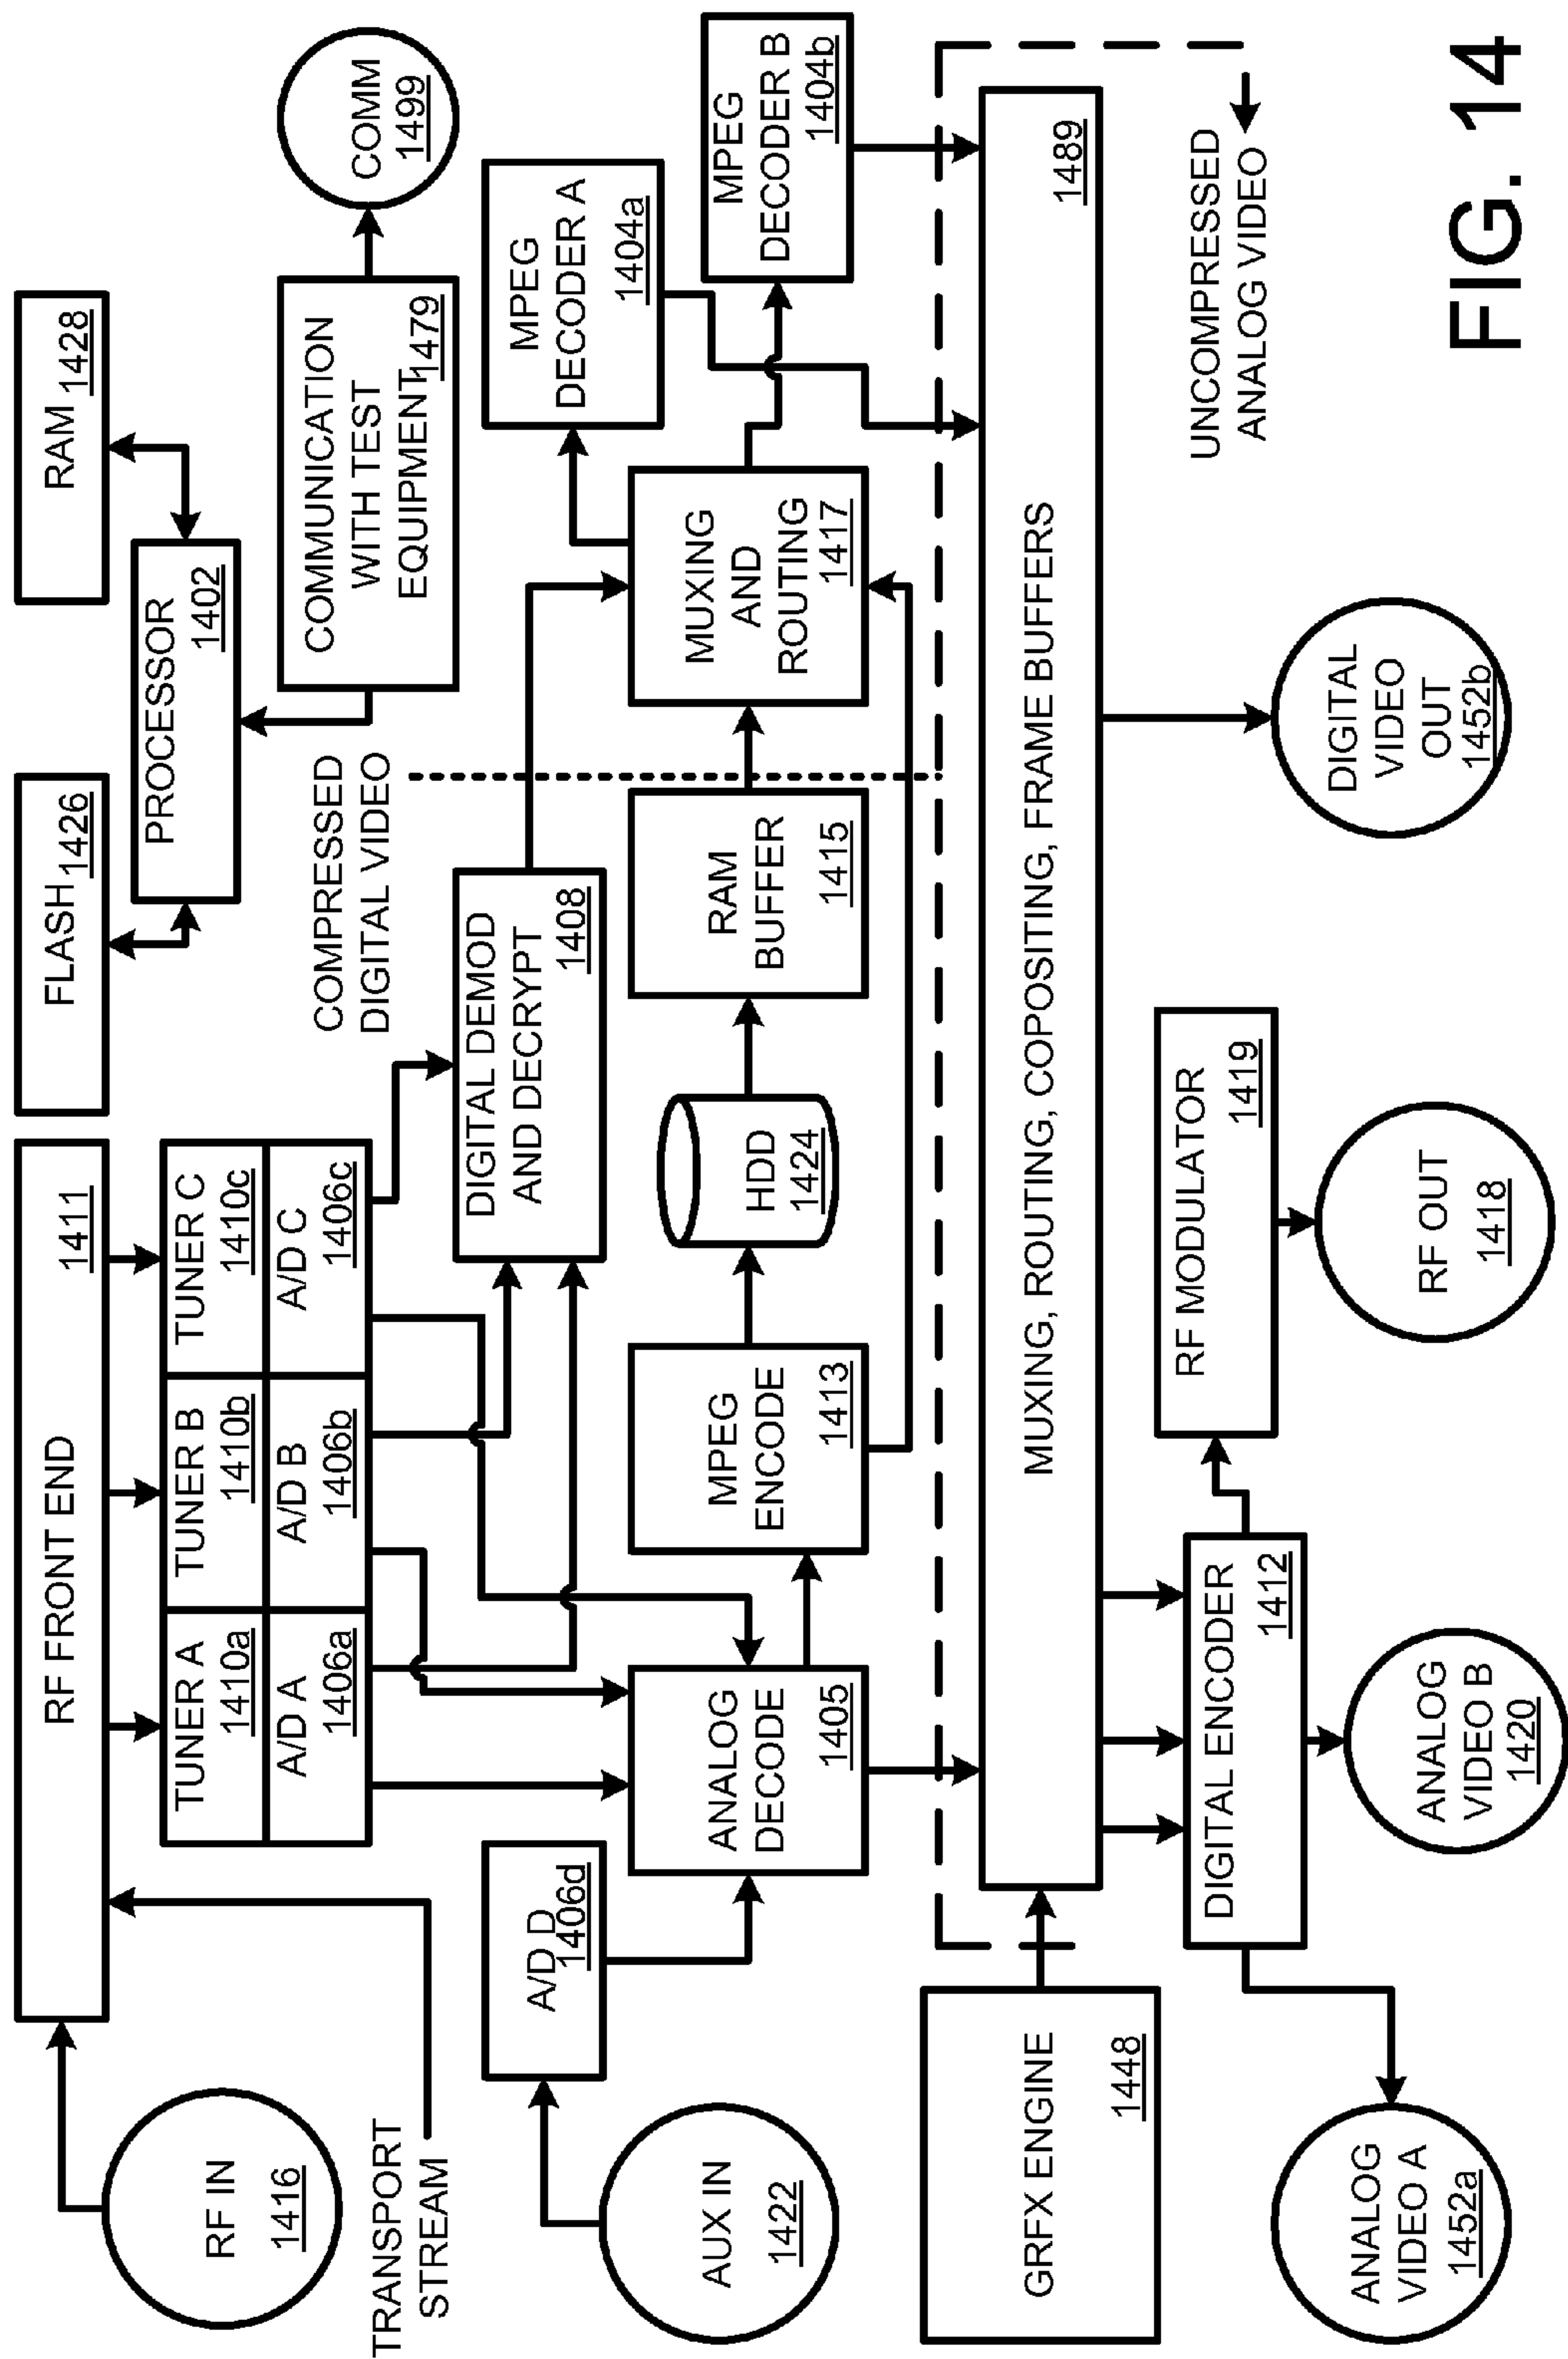 RF IN
1416
TRANSPORT
STREAM
RF FRONT END
1411
TUNER A
1410a
TUNER B
1410b
TUNER C
1410c
A/D A
1406a
A/D B
1406b
A/D C
1406c
FLASH
1426
RAM
1428
PROCESSOR
1402
COMMUNICATION
WITH TEST
EQUIPMENT
1479
COMM
1499
COMPRESSED
DIGITAL VIDEO
AUX IN
1422
A/D D
1406d
DIGITAL DEMOD
AND DECRYPT
1408
ANALOG
DECODE
1405
MPEG
ENCODE
1413
HDD
1424
RAM
BUFFER
1415
MUXING
AND
ROUTING
1417
MPEG
DECODER A
1404a
MPEG
DECODER B
1404b
GRFX ENGINE
1448
MUXING, ROUTING, COPOSITING, FRAME BUFFERS
1489
UNCOMPRESSED
ANALOG VIDEO
DIGITAL ENCODER
1412
RF MODULATOR
1419
ANALOG
VIDEO A
1452a
ANALOG
VIDEO B
1420
RF OUT
1418
DIGITAL
VIDEO
OUT
1452b
FIG. 14